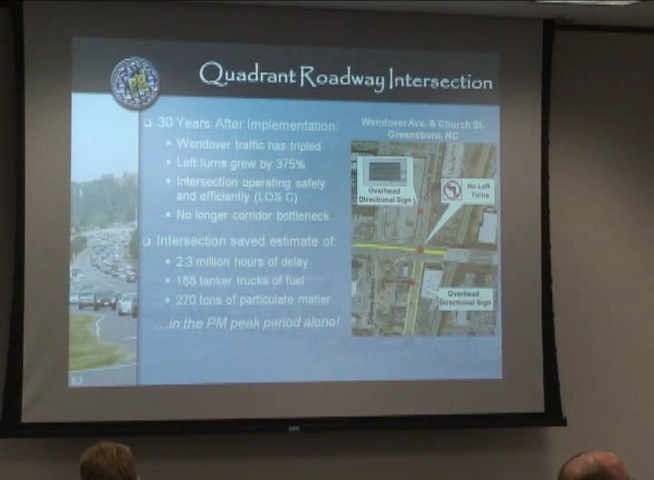 Quadrant Roadway Intersection
30 Years After Implementation:
Wendover traffic has tripled
Left turns grew by 375%
Intersection operating safely
and efficiently (LOS C)
No longer corridor bottleneck
Intersection saved estimate of:
2.3 million hours of delay
188 tanker trucks of fuel
270 tons of particulate matter
...in the PM peak period alone!
Wendover Ave. & Church St.
Greensboro, NC
Overhead
Directional Sign
No Left
Turns
Overhead
Directional Sign